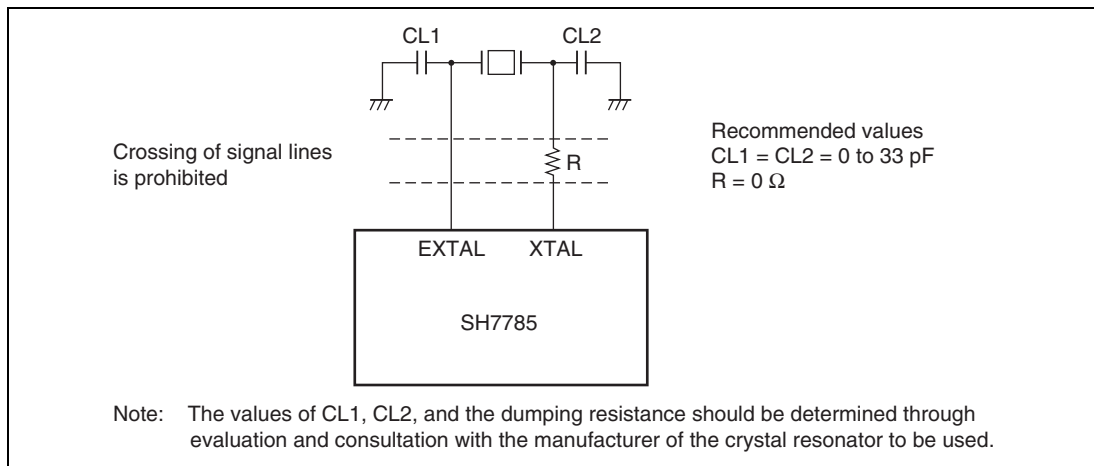 CL1 CL2
Crossing of signal lines
is prohibited
R
Recommended values
CL1 = CL2 = 0 to 33 pF
R = 0 Ω
EXTAL XTAL
SH7785
Note: The values of CL1, CL2, and the dumping resistance should be determined through
evaluation and consultation with the manufacturer of the crystal resonator to be used.